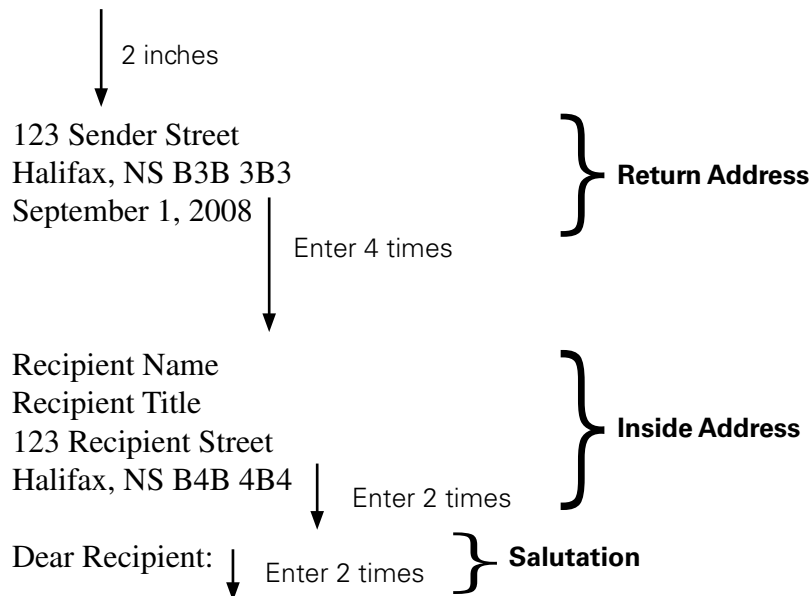 2 inches
123 Sender Street
Halifax, NS B3B 3B3
Return Address
September 1, 2008
Enter 4 times
Recipient Name
Recipient Title
123 Recipient Street
Inside Address
Halifax, NS B4B 4B4
Enter 2 times
Dear Recipient:
Enter 2 times
Salutation